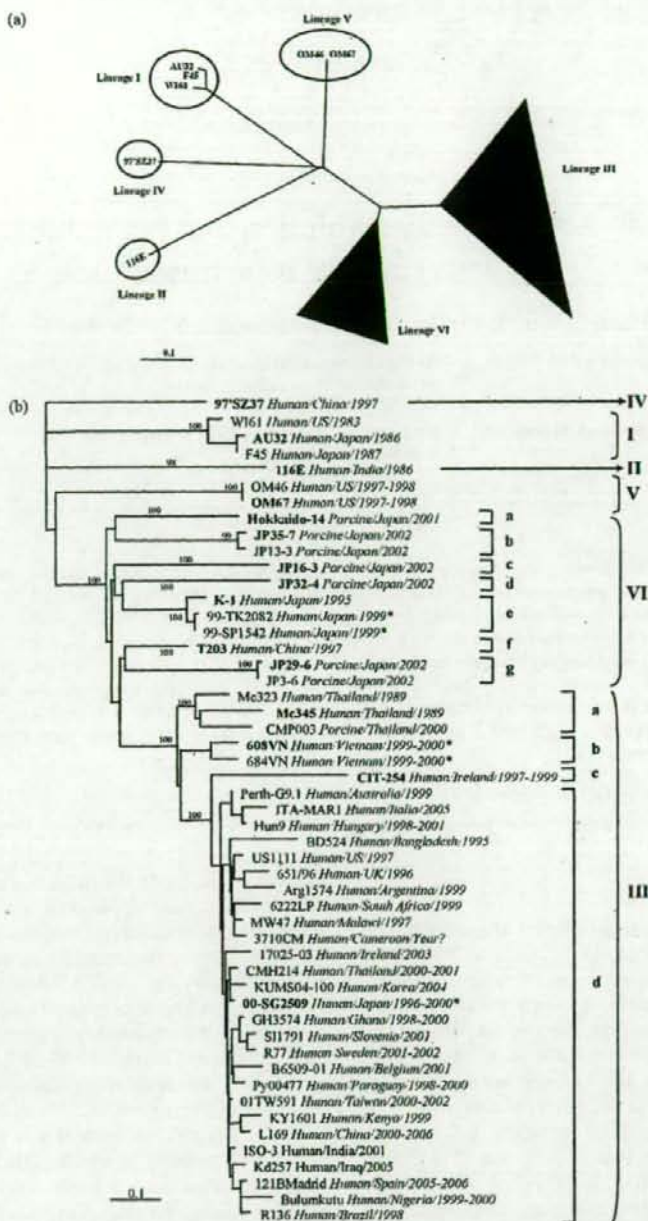 (a)
Lineage V
OM46 OM67
Lineage I
AU32
F45
WI61
97'SZ37
Lineage IV
116E
Lineage II
Lineage III
Lineage VI
0.1
(b)
97'SZ37 Human/China/1997
IV
WI61 Human/US/1983
100
AU32 Human/Japan/1986
I
F45 Human/Japan/1987
98
116E Human/India/1986
II
OM46 Human/US/1997-1998
100
V
OM67 Human/US/1997-1998
100
Hokkaido-14 Porcine/Japan/2001
a
JP35-7 Porcine/Japan/2002
99
b
JP13-3 Porcine/Japan/2002
100
JP16-3 Porcine/Japan/2002
c
100
JP32-4 Porcine/Japan/2002
d
100
VI
K-1 Human/Japan/1995
99-TK2082 Human/Japan/1999*
e
100
99-SP1542 Human/Japan/1999*
100
T203 Human/China/1997
f
100
JP29-6 Porcine/Japan/2002
g
JP3-6 Porcine/Japan/2002
100
Mc323 Human/Thailand/1989
Mc345 Human/Thailand/1989
a
CMP003 Porcine/Thailand/2000
100
608VN Human/Vietnam/1999-2000*
b
684VN Human/Vietnam/1999-2000*
CIT-254 Human/Ireland/1997-1999
c
Perth-G9.1 Human/Australia/1999
ITA-MAR1 Human/Italia/2005
100
Hun9 Human/Hungary/1998-2001
BD524 Human/Bangladesh/1995
US1111 Human/US/1997
651/96 Human/UK/1996
Arg1574 Human/Argentina/1999
III
6222LP Human/South Africa/1999
MW47 Human/Malawi/1997
3710CM Human/Cameroon/Year?
17025-03 Human/Ireland/2003
CMH214 Human/Thailand/2000-2001
d
KUMS04-100 Human/Korea/2004
00-SG2509 Human/Japan/1996-2000*
GH3574 Human/Ghana/1998-2000
SI1791 Human/Slovenia/2001
R77 Human Sweden/2001-2002
B6509-01 Human/Belgium/2001
Py00477 Human/Paraguay/1998-2000
01TW591 Human/Taiwan/2000-2002
KY1601 Human/Kenya/1999
L169 Human/China/2000-2006
ISO-3 Human/India/2001
Kd257 Human/Iraq/2005
121BMadrid Human/Spain/2005-2006
Bulumkutu Human/Nigeria/1999-2000
0.1
R136 Human/Brazil/1998